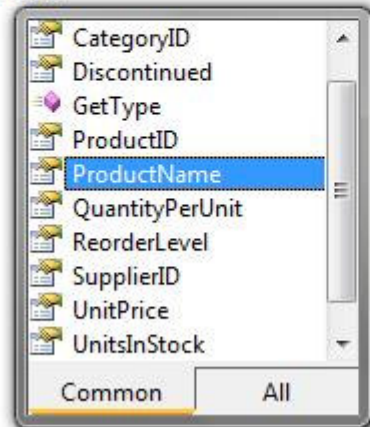 CategoryID
Discontinued
GetType
ProductID
ProductName
QuantityPerUnit
ReorderLevel
SupplierID
UnitPrice
UnitsInStock
Common All